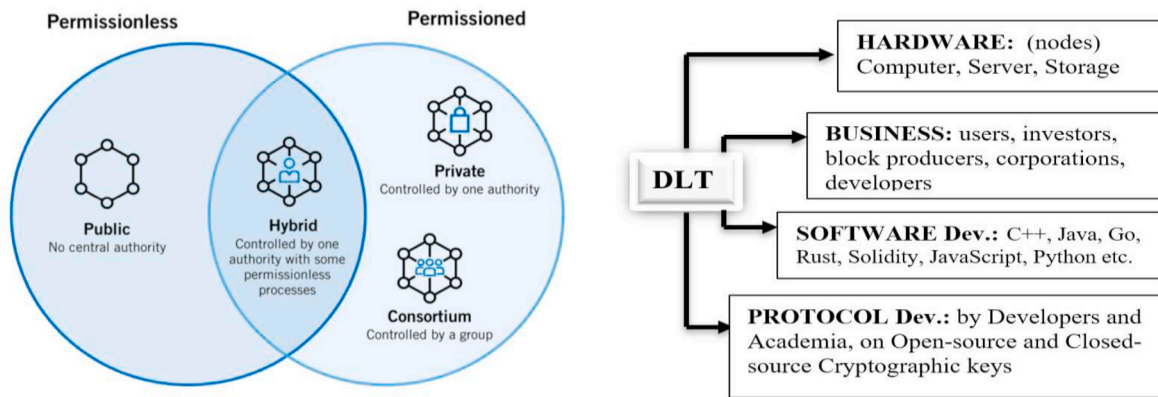 Permissionless
Permissioned
Public
No central authority
Hybrid
Controlled by one
authority with some
permissionless
processes
Private
Controlled by one authority
Consortium
Controlled by a group
DLT
HARDWARE: (nodes)
Computer, Server, Storage
BUSINESS: users, investors,
block producers, corporations,
developers
SOFTWARE Dev.: C++, Java, Go,
Rust, Solidity, JavaScript, Python etc.
PROTOCOL Dev.: by Developers and
Academia, on Open-source and Closed-
source Cryptographic keys